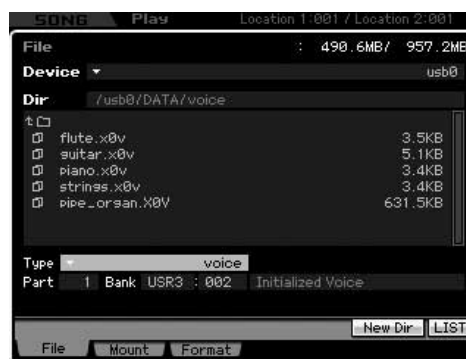 SONG Play Location 1:001 / Location 2:001
File : 490.6MB/ 957.2MB
Device usb0
Dir /usb0/DATA/voice
flute.x0v 3.5KB
guitar.x0v 5.1KB
piano.x0v 3.4KB
strings.x0v 3.4KB
pipe_organ.X0V 631.5KB
Type voice
Part 1 Bank USR3 : 002 Initialized Voice
New Dir LIST
File Mount Format